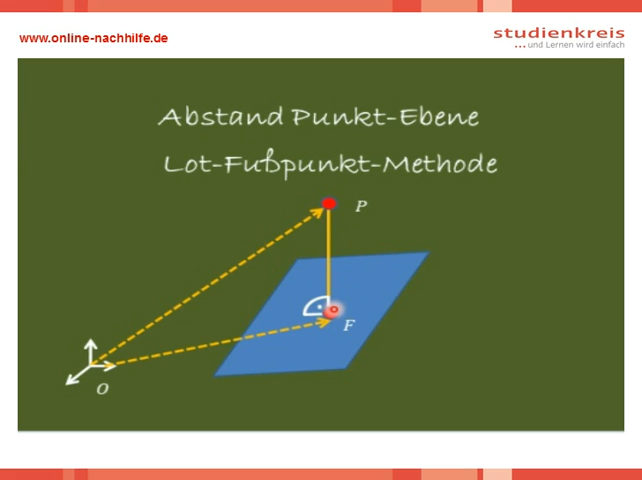 www.online-nachhilfe.de
studienkreis
...und Lernen wird einfach
Abstand Punkt-Ebene
Lot-Fußpunkt-Methode
P
F
O